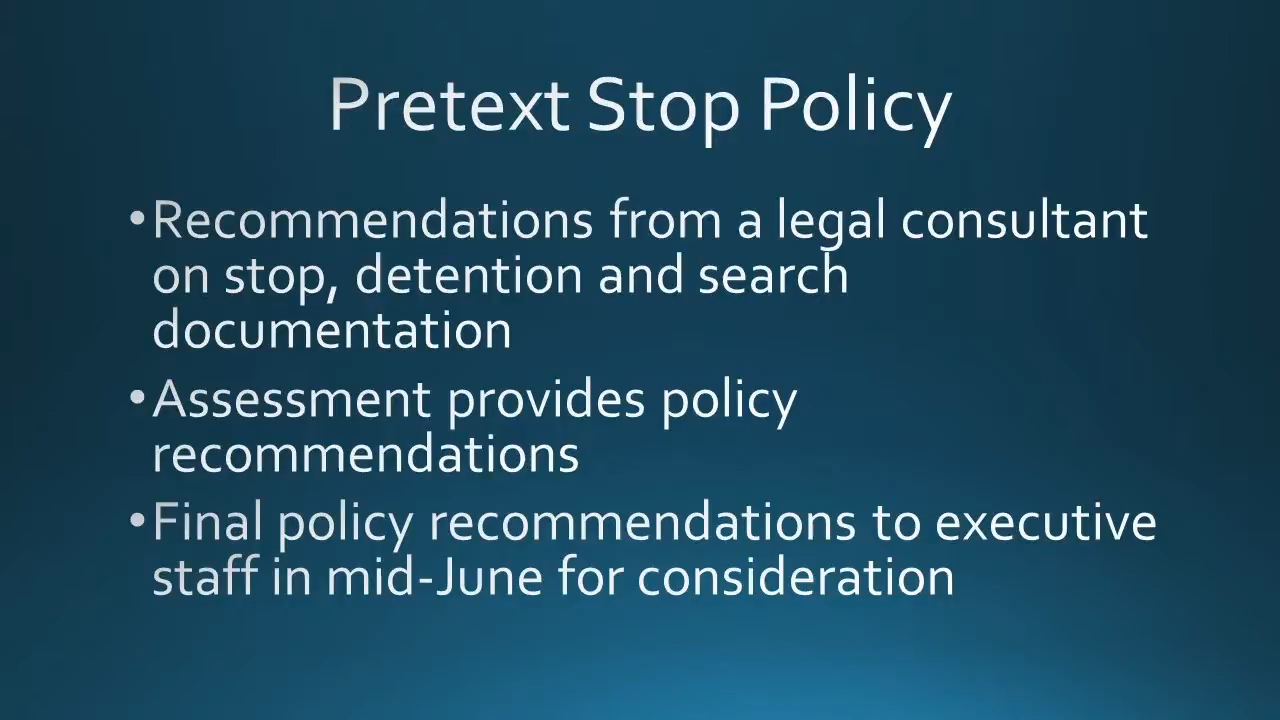 Pretext Stop Policy
•Recommendations from a legal consultant
on stop, detention and search
documentation
•Assessment provides policy
recommendations
•Final policy recommendations to executive
staff in mid-June for consideration